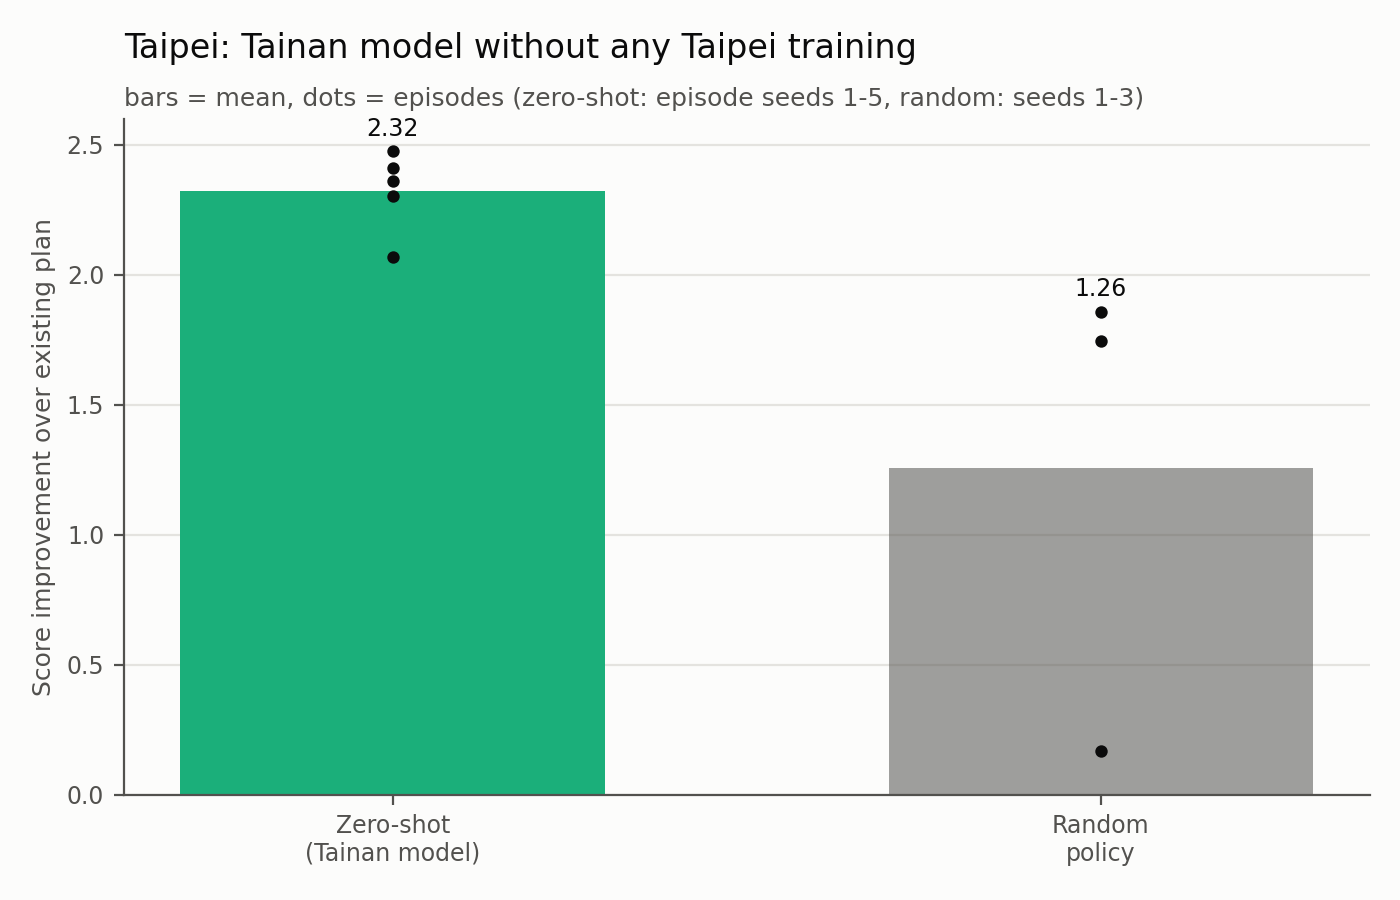 Taipei: Tainan model without any Taipei training
bars = mean, dots = episodes (zero-shot: episode seeds 1-5, random: seeds 1-3)
Score improvement over existing plan
2.5
2.0
1.5
1.0
0.5
0.0
2.32
1.26
Zero-shot
(Tainan model)
Random
policy